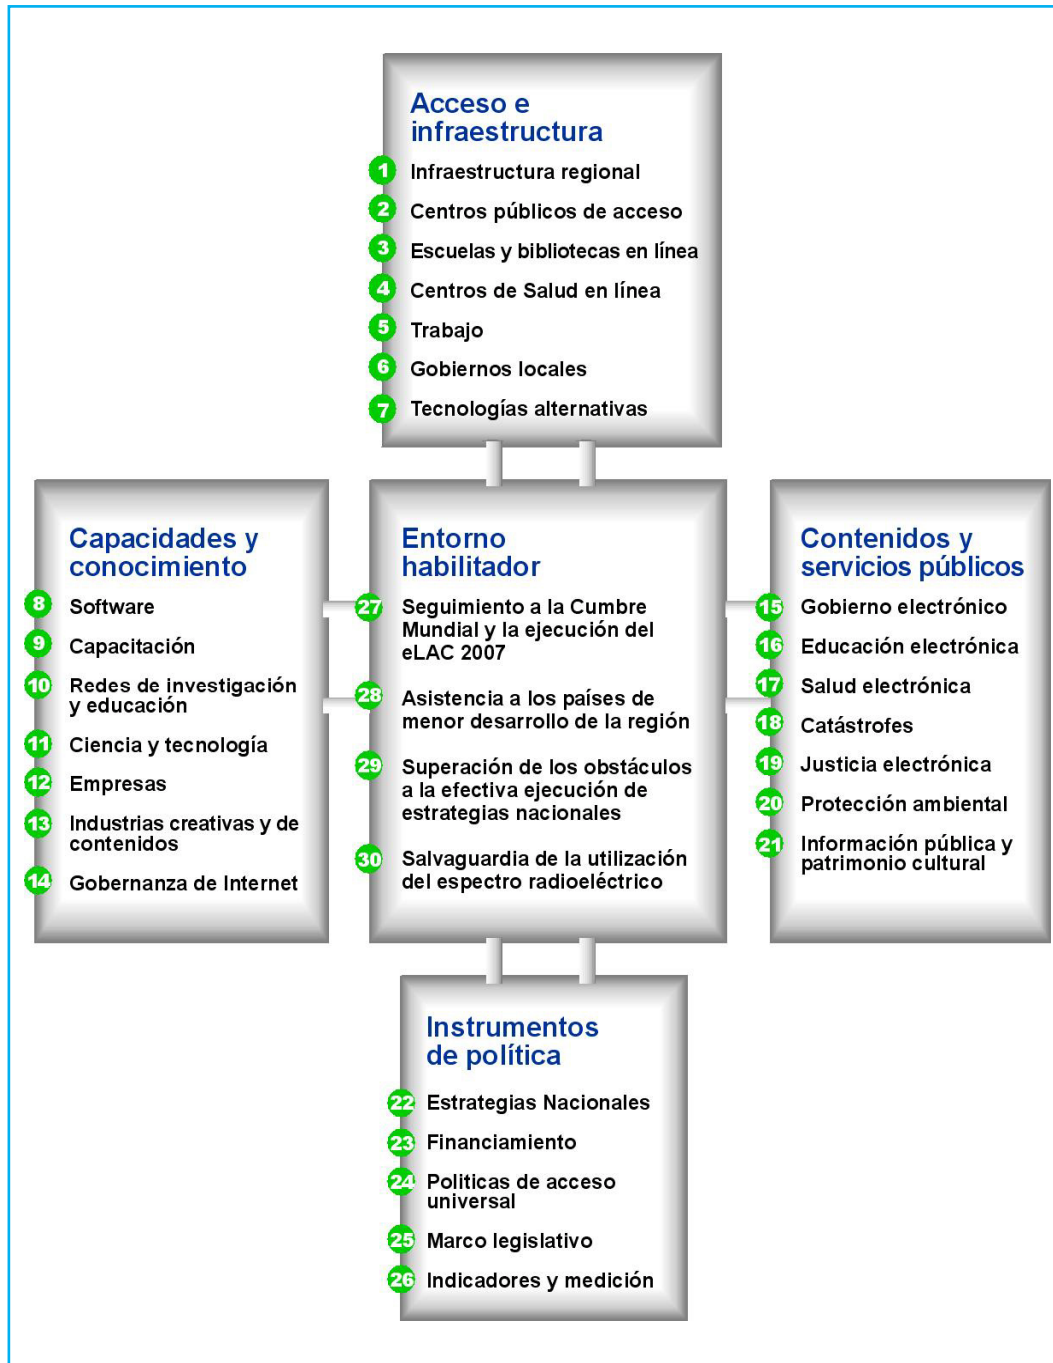 Acceso e
infraestructura
1 Infraestructura regional
2 Centros públicos de acceso
3 Escuelas y bibliotecas en línea
4 Centros de Salud en línea
5 Trabajo
6 Gobiernos locales
7 Tecnologías alternativas
Capacidades y
conocimiento
8 Software
9 Capacitación
10 Redes de investigación
y educación
11 Ciencia y tecnología
12 Empresas
13 Industrias creativas y de
contenidos
14 Gobernanza de Internet
Entorno
habilitador
27 Seguimiento a la Cumbre
Mundial y la ejecución del
eLAC 2007
28 Asistencia a los países de
menor desarrollo de la región
29 Superación de los obstáculos
a la efectiva ejecución de
estrategias nacionales
30 Salvaguardia de la utilización
del espectro radioeléctrico
Contenidos y
servicios públicos
15 Gobierno electrónico
16 Educación electrónica
17 Salud electrónica
18 Catástrofes
19 Justicia electrónica
20 Protección ambiental
21 Información pública y
patrimonio cultural
Instrumentos
de política
22 Estrategias Nacionales
23 Financiamiento
24 Politicas de acceso
universal
25 Marco legislativo
26 Indicadores y medición